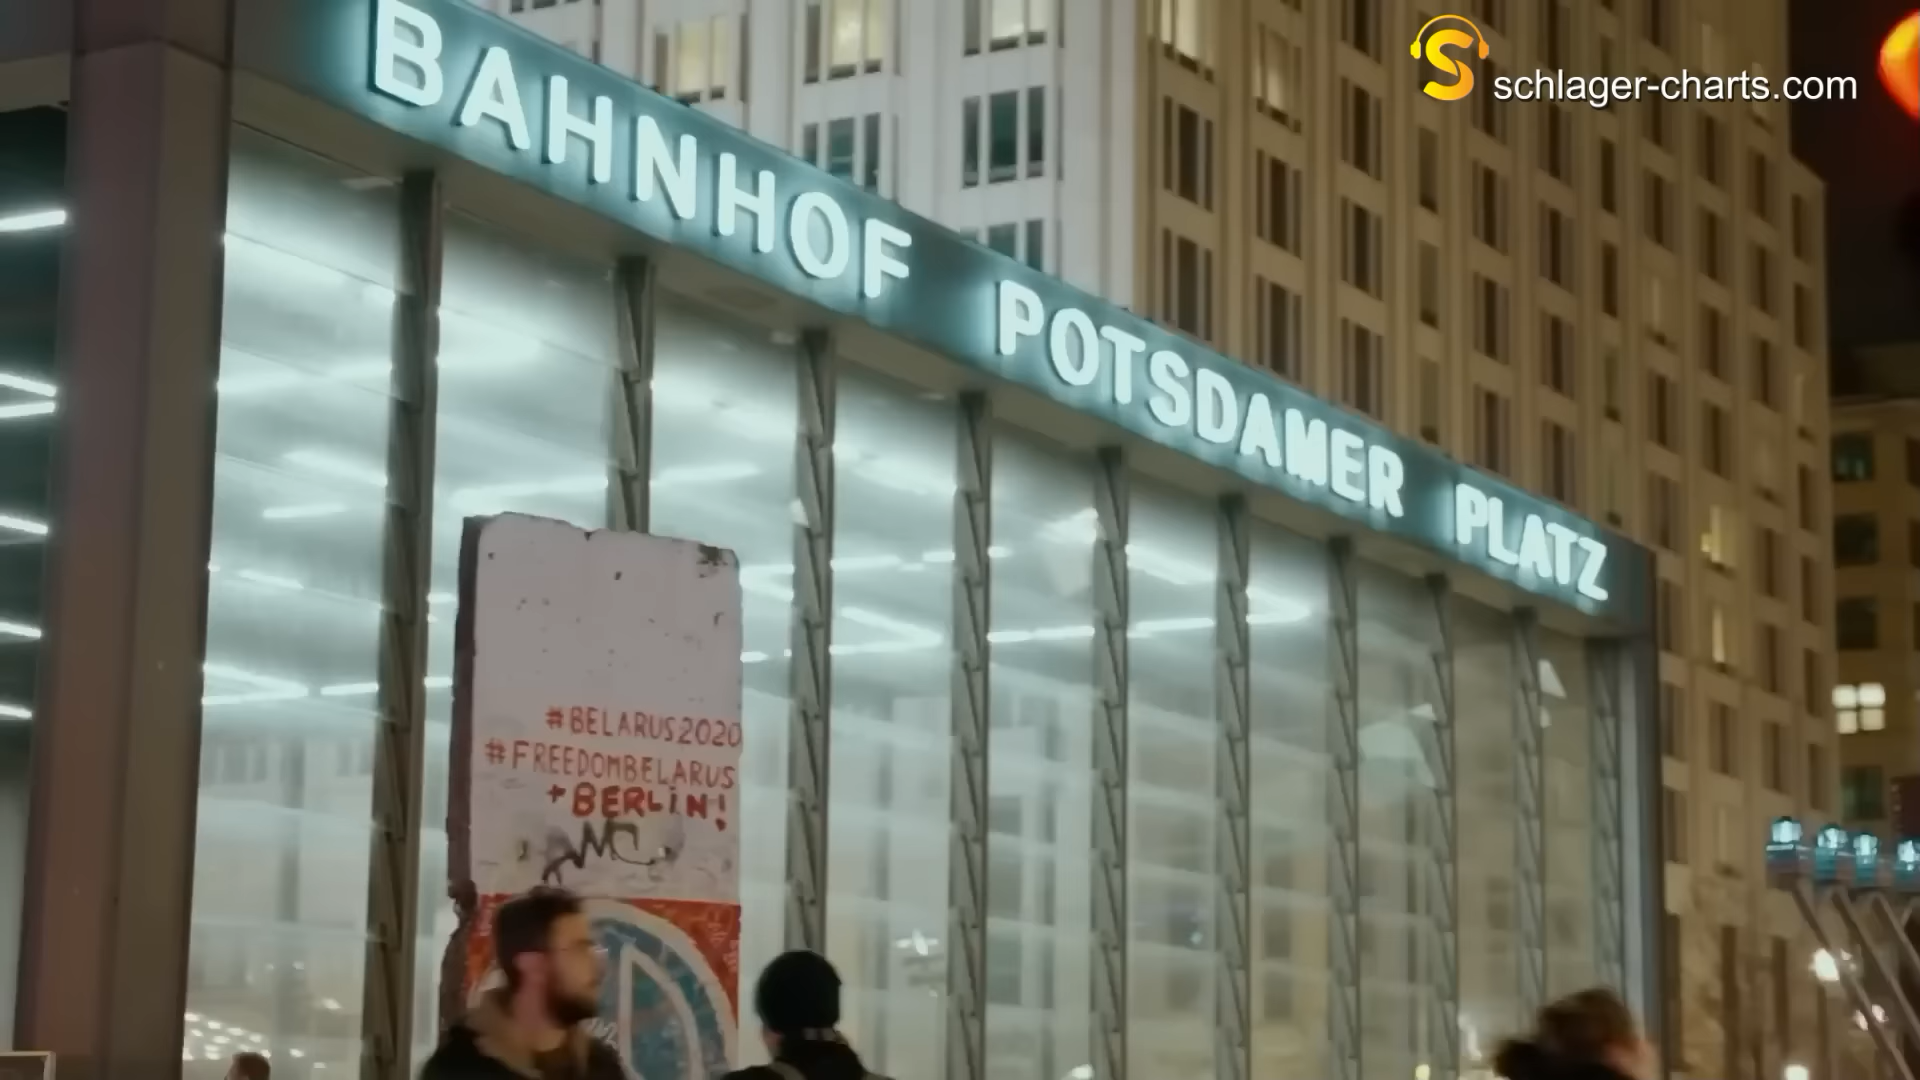 schlager-charts.com
BAHNHOF POTSDAMER PLATZ
#BELARUS2020
#FREEDOMBELARUS
+BERLiN!